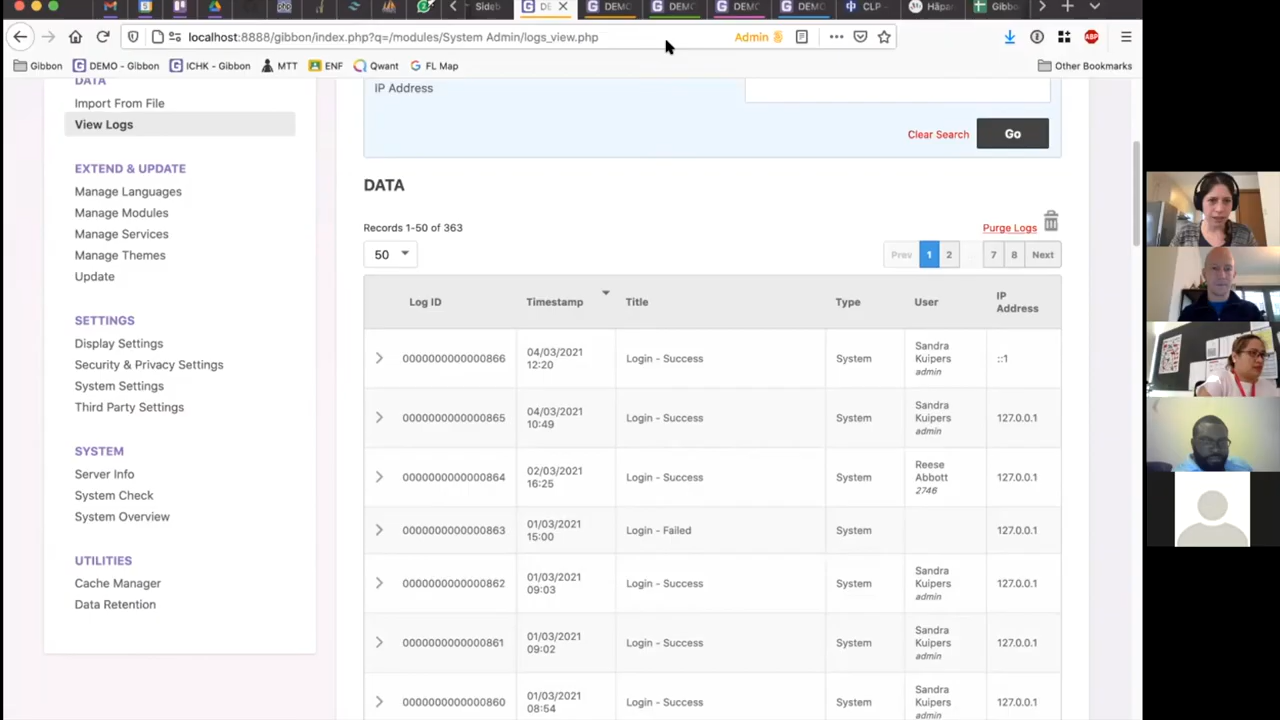 Sideb
DE
DEMO
DEMC
DEMC
DEMO
CLP -
Håpar
Gibbo
localhost:8888/gibbon/index.php?q=/modules/System Admin/logs_view.php
Admin
ABP
Gibbon
DEMO - Gibbon
ICHK - Gibbon
MTT
ENF
Qwant
FL Map
Other Bookmarks
DATA
Import From File
View Logs
EXTEND & UPDATE
Manage Languages
Manage Modules
Manage Services
Manage Themes
Update
SETTINGS
Display Settings
Security & Privacy Settings
System Settings
Third Party Settings
SYSTEM
Server Info
System Check
System Overview
UTILITIES
Cache Manager
Data Retention
IP Address
Clear Search
Go
DATA
Records 1-50 of 363
Purge Logs
50
Prev 1 2 7 8 Next
Log ID Timestamp Title Type User IP
Address
0000000000000866 04/03/2021
12:20 Login - Success System Sandra
Kuipers
admin ::1
0000000000000865 04/03/2021
10:49 Login - Success System Sandra
Kuipers
admin 127.0.0.1
0000000000000864 02/03/2021
16:25 Login - Success System Reese
Abbott
2746 127.0.0.1
0000000000000863 01/03/2021
15:00 Login - Failed System 127.0.0.1
0000000000000862 01/03/2021
09:03 Login - Success System Sandra
Kuipers
admin 127.0.0.1
0000000000000861 01/03/2021
09:02 Login - Success System Sandra
Kuipers
admin 127.0.0.1
0000000000000860 01/03/2021
08:54 Login - Success System Sandra
Kuipers
admin 127.0.0.1